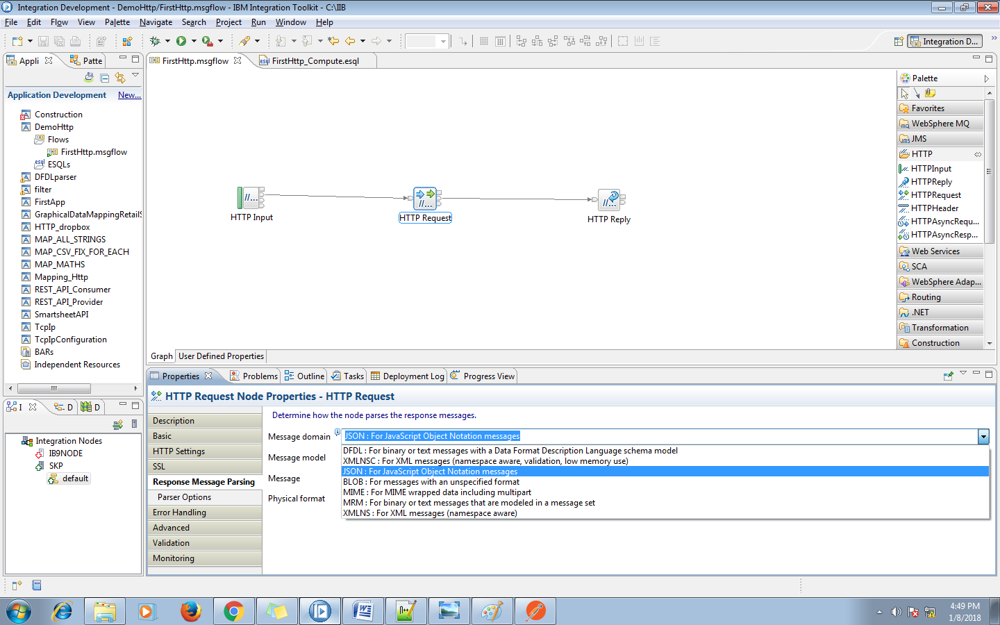 Integration Development - DemoHttp/FirstHttp.msgflow - IBM Integration Toolkit - C:\IIB
File Edit Flow View Palette Navigate Search Project Run Window Help
Integration D...
Appli
Patte
FirstHttp.msgflow
FirstHttp_Compute.esql
Application Development
New...
Construction
DemoHttp
Flows
FirstHttp.msgflow
ESQLs
DFDLparser
filter
FirstApp
GraphicalDataMappingRetailS
HTTP_dropbox
MAP_ALL_STRINGS
MAP_CSV_FIX_FOR_EACH
MAP_MATHS
Mapping_Http
REST_API_Consumer
REST_API_Provider
SmartsheetAPI
TcpIp
TcpIpConfiguration
BARs
Independent Resources
HTTP Input
HTTP Request
HTTP Reply
Palette
Favorites
WebSphere MQ
JMS
HTTP
HTTPInput
HTTPReply
HTTPRequest
HTTPHeader
HTTPAsyncRequ...
HTTPAsyncResp...
Web Services
SCA
WebSphere Adap...
Routing
.NET
Transformation
Construction
Graph
User Defined Properties
I
D
D
Integration Nodes
IB9NODE
SKP
default
Properties
Problems
Outline
Tasks
Deployment Log
Progress View
HTTP Request Node Properties - HTTP Request
Description
Basic
HTTP Settings
SSL
Response Message Parsing
Parser Options
Error Handling
Advanced
Validation
Monitoring
Determine how the node parses the response messages.
Message domain
JSON : For JavaScript Object Notation messages
Message model
Message
Physical format
DFDL : For binary or text messages with a Data Format Description Language schema model
XMLNSC : For XML messages (namespace aware, validation, low memory use)
JSON : For JavaScript Object Notation messages
BLOB : For messages with an unspecified format
MIME : For MIME wrapped data including multipart
MRM : For binary or text messages that are modeled in a message set
XMLNS : For XML messages (namespace aware)
4:49 PM
1/8/2018